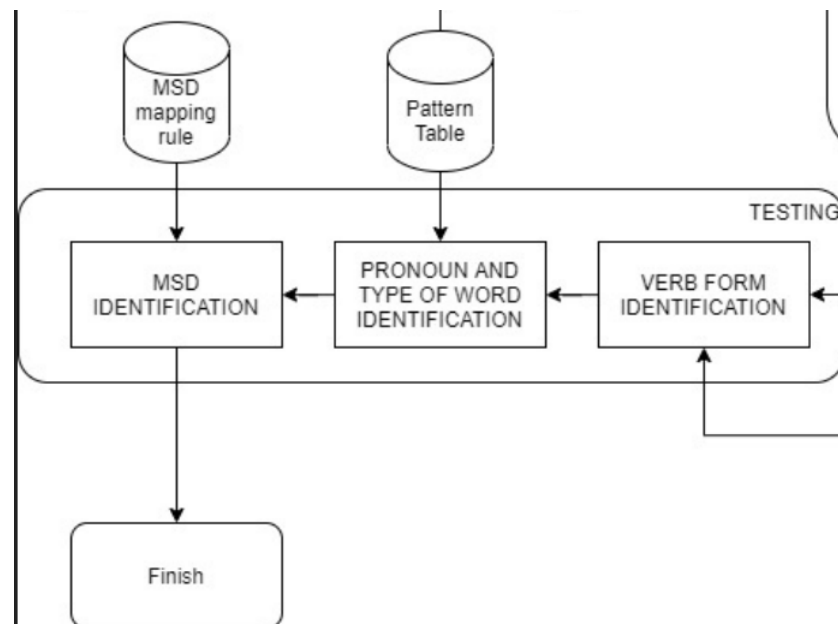 MSD
mapping
rule
Pattern
Table
TESTING
MSD
IDENTIFICATION
PRONOUN AND
TYPE OF WORD
IDENTIFICATION
VERB FORM
IDENTIFICATION
Finish